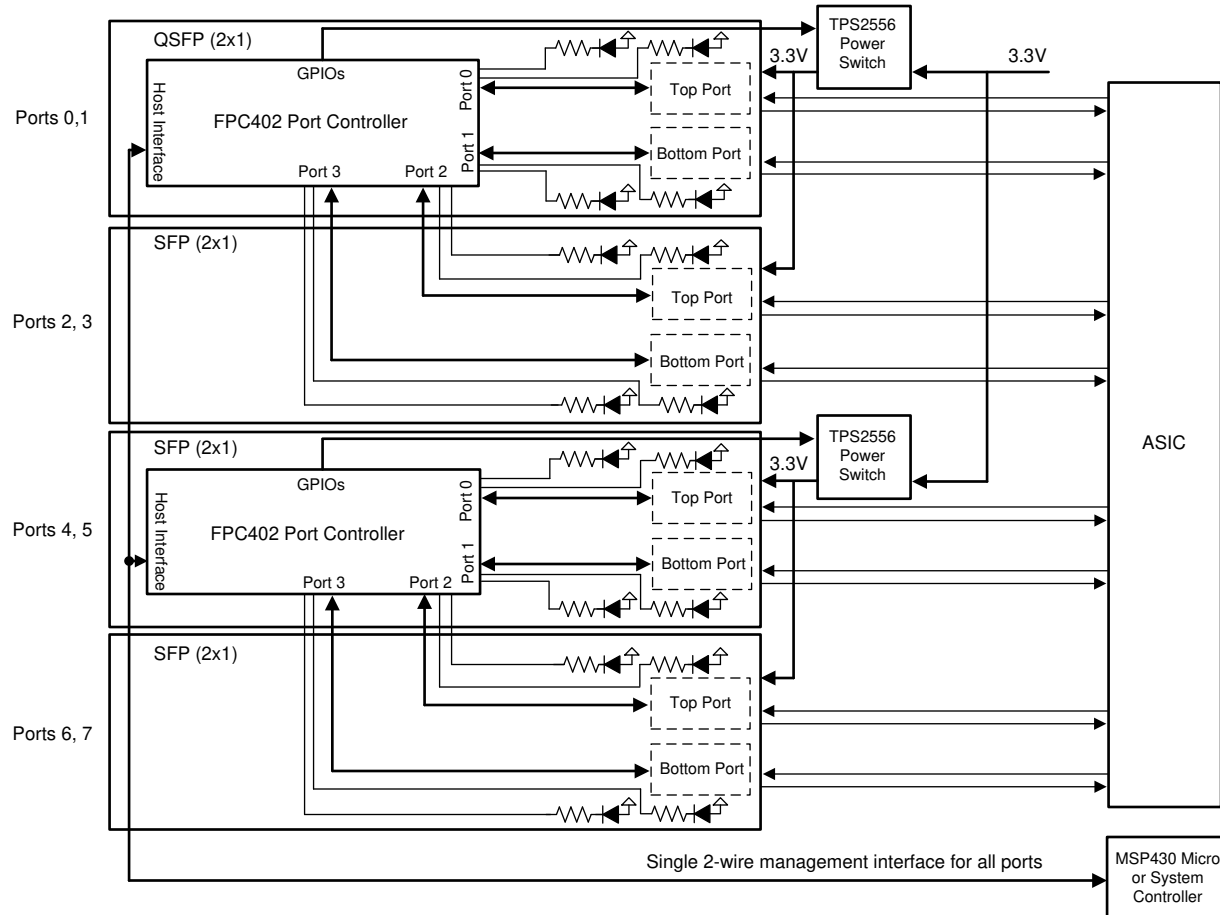 QSFP (2x1)
TPS2556
Power
Switch
3.3V
3.3V
GPIOs
Port 0
Top Port
Host Interface
FPC402 Port Controller
Ports 0,1
Port 1
Bottom Port
Port 3
Port 2
SFP (2x1)
Top Port
Ports 2, 3
Bottom Port
SFP (2x1)
TPS2556
Power
Switch
3.3V
GPIOs
Port 0
Top Port
Host Interface
FPC402 Port Controller
Ports 4, 5
Port 1
Bottom Port
Port 3
Port 2
ASIC
SFP (2x1)
Top Port
Ports 6, 7
Bottom Port
Single 2-wire management interface for all ports
MSP430 Micro
or System
Controller